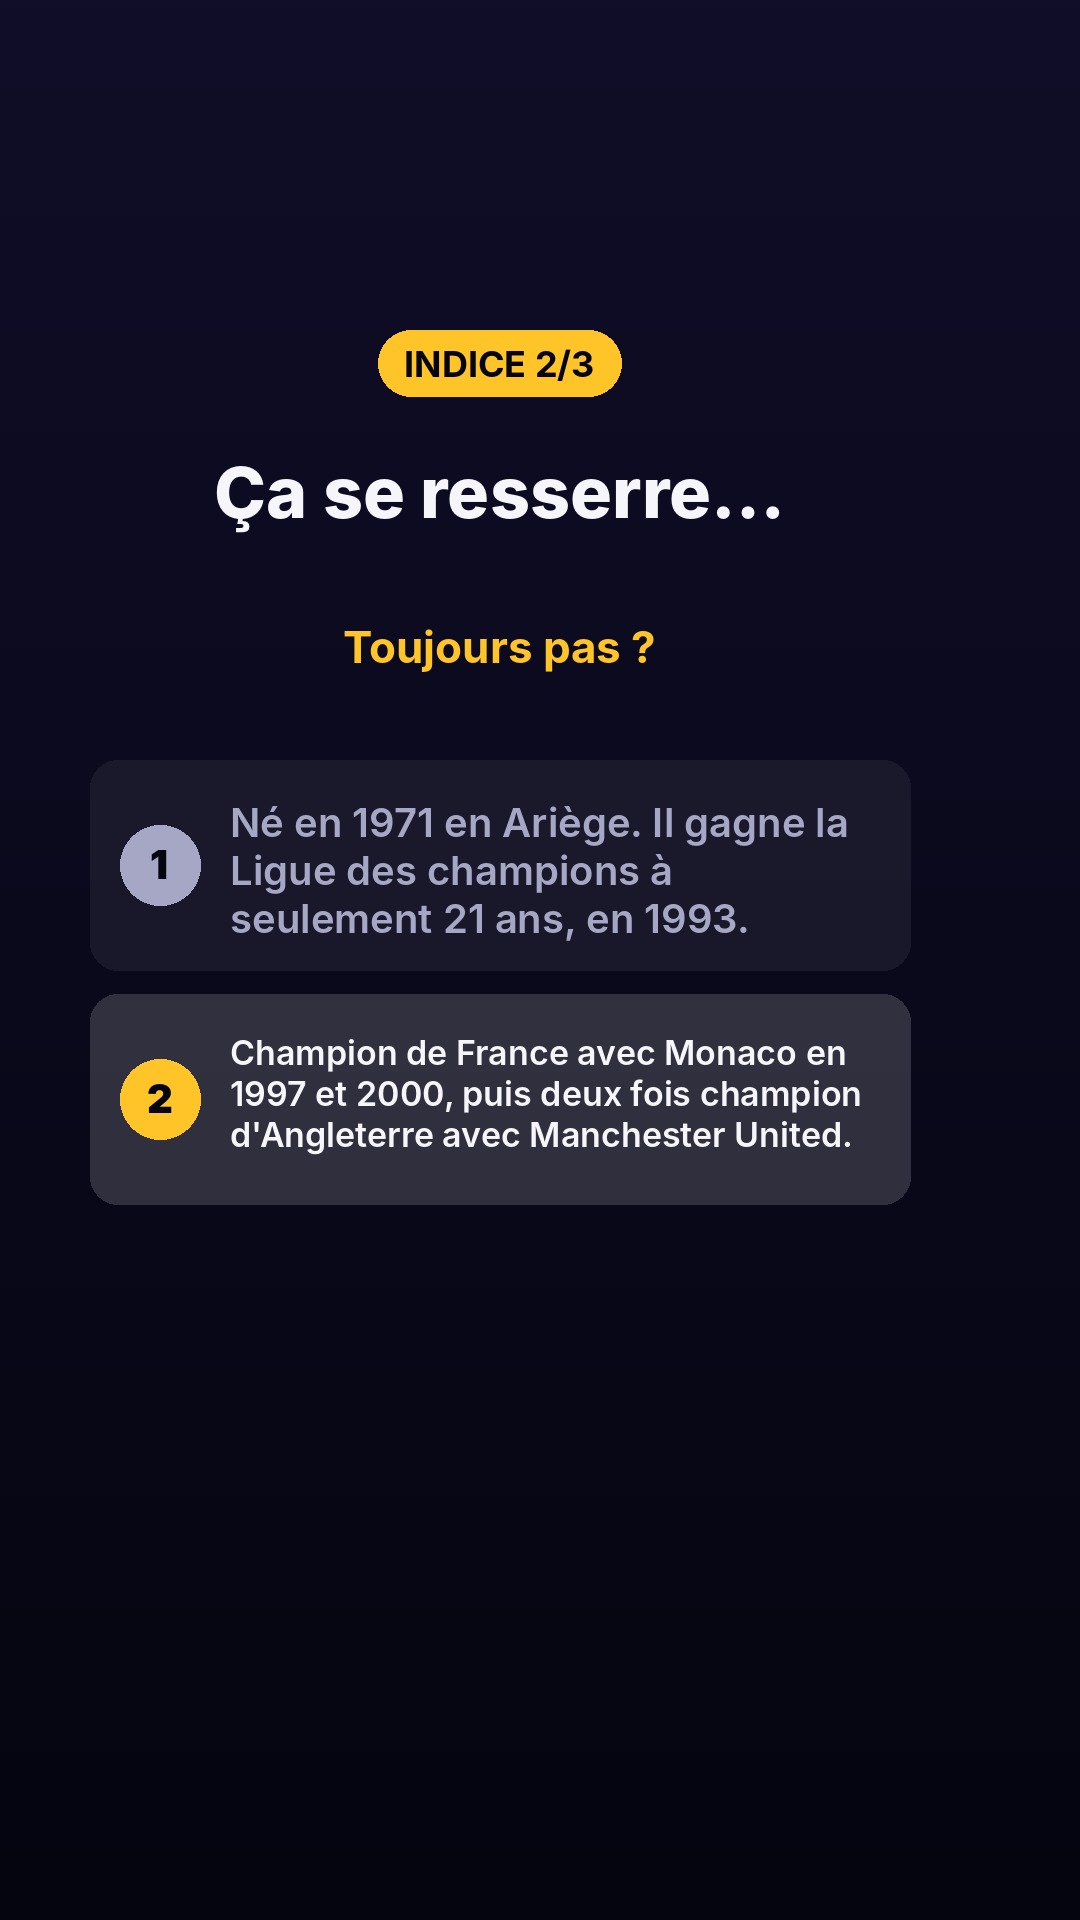 INDICE 2/3
Ça se resserre...
Toujours pas ?
1
Né en 1971 en Ariège. Il gagne la
Ligue des champions à
seulement 21 ans, en 1993.
2
Champion de France avec Monaco en
1997 et 2000, puis deux fois champion
d'Angleterre avec Manchester United.